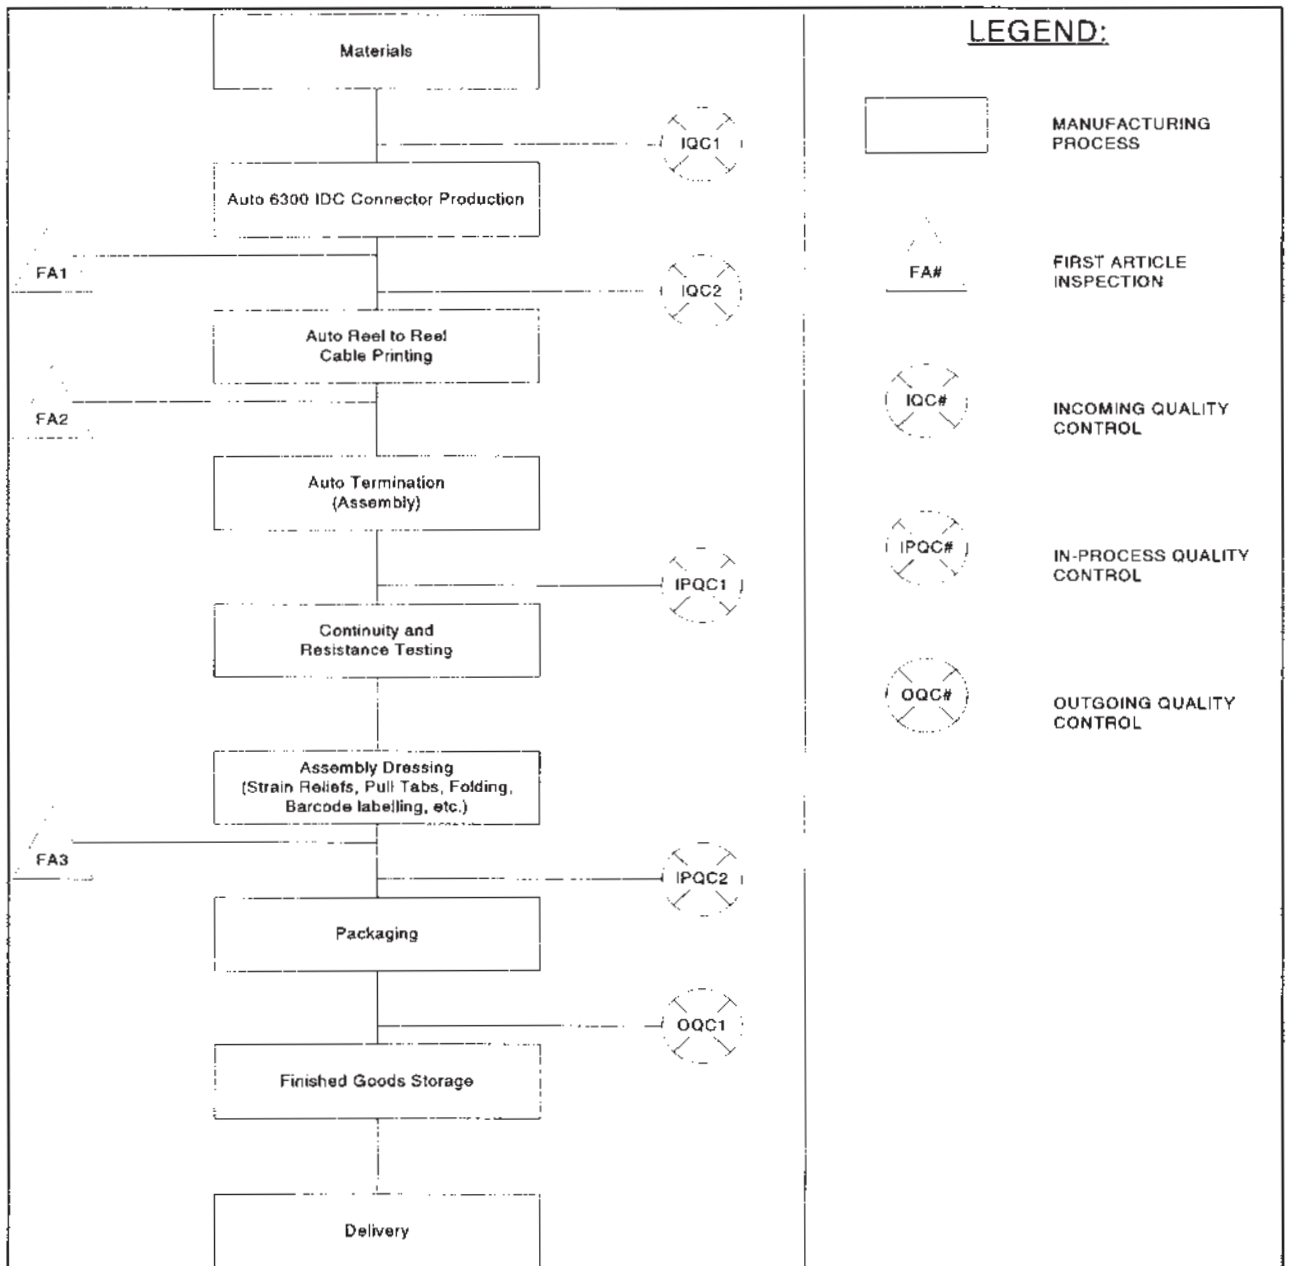 Materials
IQC1
Auto 6300 IDC Connector Production
FA1
IQC2
Auto Reel to Reel
Cable Printing
FA2
Auto Termination
(Assembly)
IPQC1
Continuity and
Resistance Testing
Assembly Dressing
(Strain Reliefs, Pull Tabs, Folding,
Barcode labelling, etc.)
FA3
IPQC2
Packaging
OQC1
Finished Goods Storage
Delivery
LEGEND:
MANUFACTURING
PROCESS
FA#
FIRST ARTICLE
INSPECTION
IQC#
INCOMING QUALITY
CONTROL
IPQC#
IN-PROCESS QUALITY
CONTROL
OQC#
OUTGOING QUALITY
CONTROL